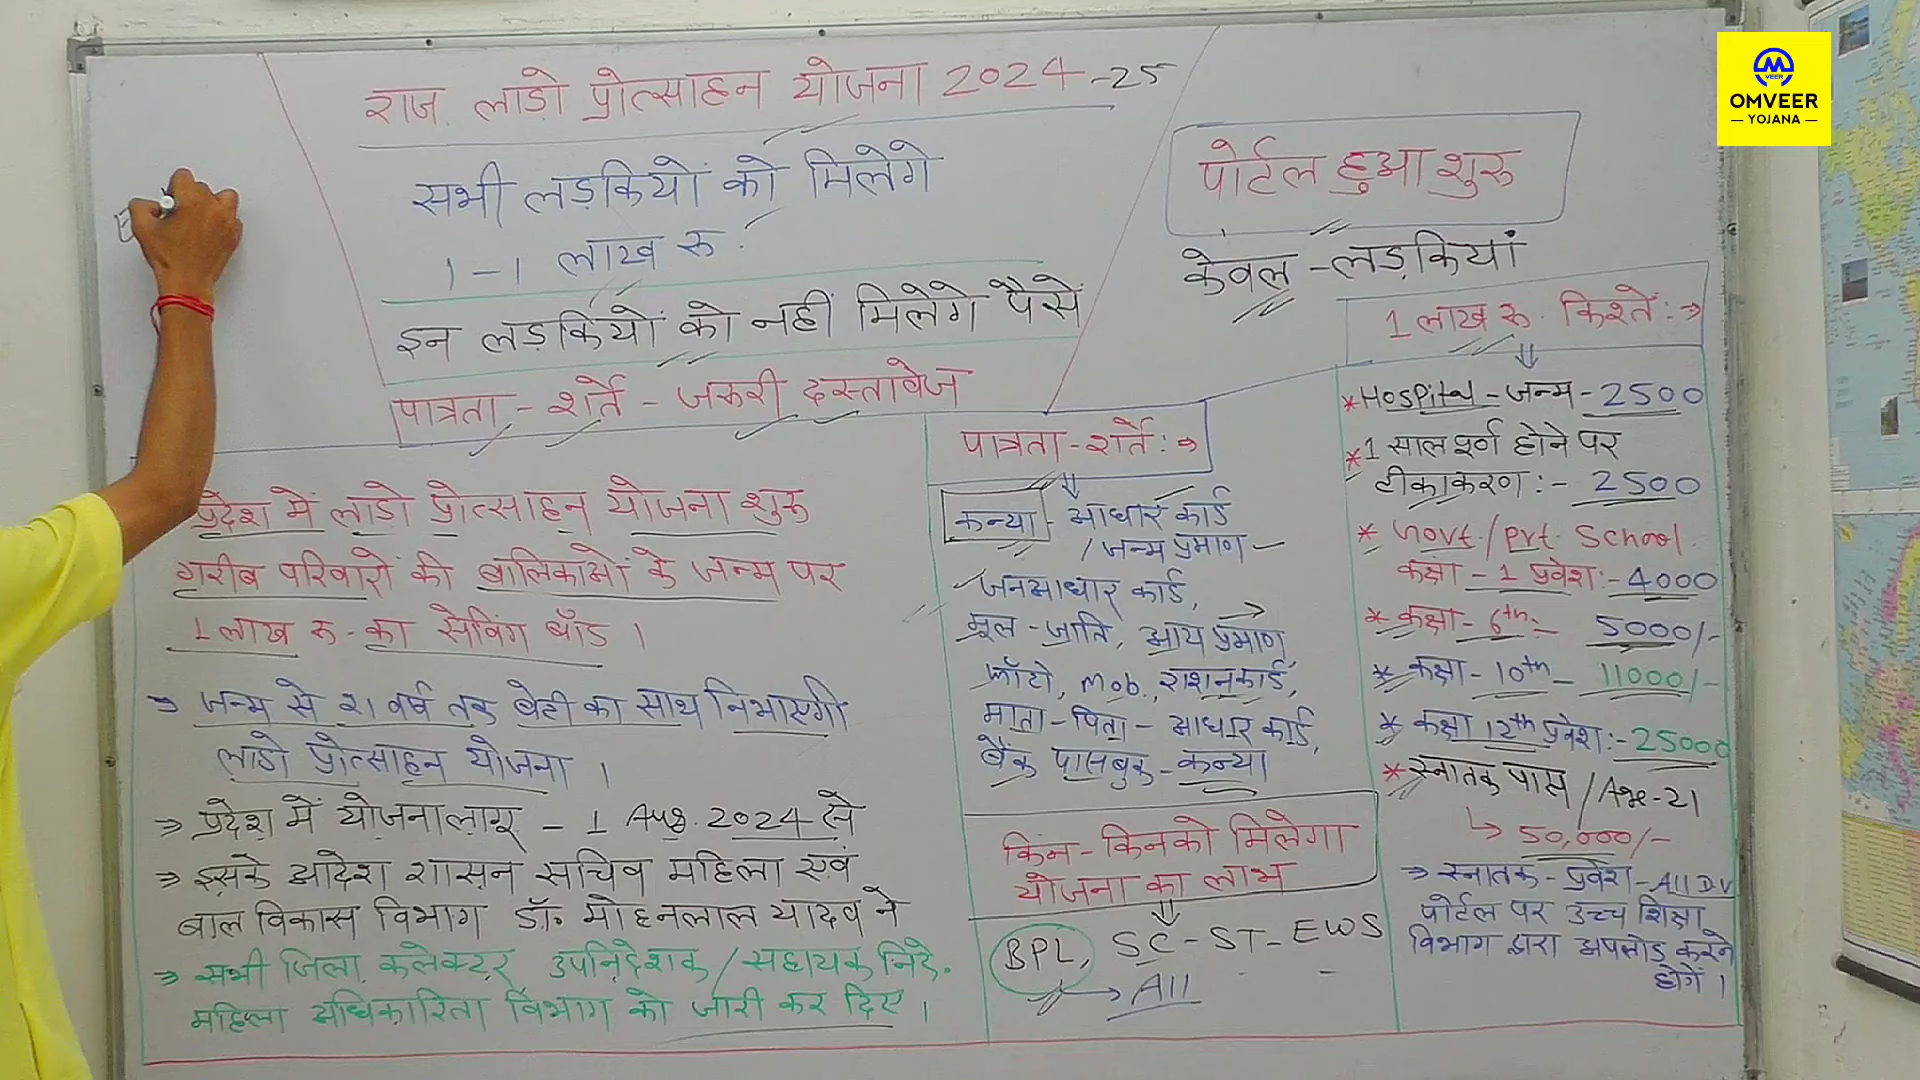 राज. लाडो प्रोत्साहन योजना 2024-25
सभी लड़कियों को मिलेगे
1-1 लाख रु.
इन लड़कियों को नहीं मिलेगे पैसे
पात्रता - शर्ते - जरुरी दस्तावेज
पोर्टल हुआ शुरु
केवल - लड़कियां
OMVEER
YOJANA
प्रदेश में लाडो प्रोत्साहन योजना शुरु
गरीब परिवारों की बालिकाओं के जन्म पर
1 लाख रु. का सेविंग बॉंड ।
→ जन्म से 21 वर्ष तक बेटी का साथ निभाएगी
लाडो प्रोत्साहन योजना ।
→ प्रदेश में योजना लागू - 1 Aug. 2024 से
→ इसके आदेश शासन सचिव महिला एवं
बाल विकास विभाग डॉ. मोहनलाल यादव ने
→ सभी जिला कलेक्टर, उपनिदेशक / सहायक निदे.
महिला अधिकारिता विभाग को जारी कर दिए ।
पात्रता - शर्ते :→
कन्या - आधार कार्ड
/ जन्म प्रमाण -
जनआधार कार्ड,
मूल - जाति, आय प्रमाण
फोटो, mob., राशनकार्ड,
माता - पिता - आधार कार्ड,
बैंक पासबुक - कन्या
किन - किनको मिलेगा
योजना का लाभ
BPL, SC - ST - EWS
→ All
1 लाख रु. किश्ते :→
* Hospital - जन्म - 2500
* 1 साल पूर्ण होने पर
टीकाकरण :- 2500
* Govt. / Prt. School
कक्षा - 1 प्रवेश :- 4000
* कक्षा - 6th :- 5000/-
* कक्षा - 10th - 11000/-
* कक्षा 12th प्रवेश :- 25000
* स्नातक पास / Age - 21
↳ 50,000/-
→ स्नातक - प्रवेश - All DV
पोर्टल पर उच्च शिक्षा
विभाग द्वारा अपलोड करने
होगें ।